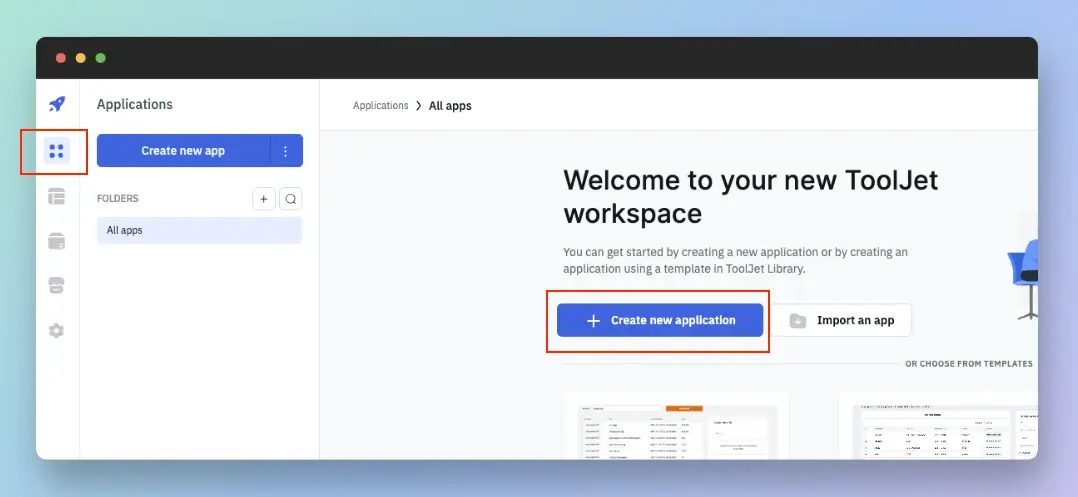 Applications
Create new app
FOLDERS
All apps
Applications > All apps
Welcome to your new ToolJet
workspace
You can get started by creating a new application or by creating an
application using a template in ToolJet Library.
+ Create new application
Import an app
OR CHOOSE FROM TEMPLATES